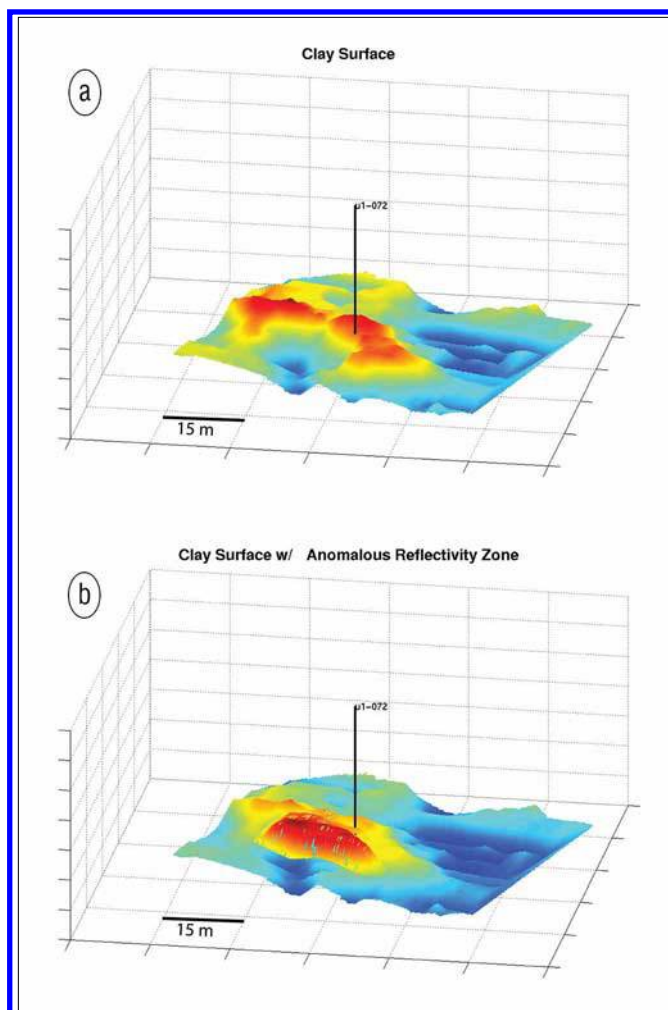 Clay Surface
a
u1-072
15 m
Clay Surface w/ Anomalous Reflectivity Zone
b
u1-072
15 m